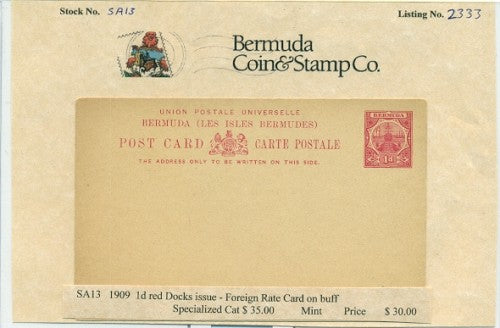 Stock No. SA13 Listing No. 2333
Bermuda
Coin&StampCo.
UNION POSTALE UNIVERSELLE
BERMUDA (LES ISLES BERMUDES)
POST CARD CARTE POSTALE
THE ADDRESS ONLY TO BE WRITTEN ON THIS SIDE.
BERMUDA
1d
SA13 1909 1d red Docks issue - Foreign Rate Card on buff
Specialized Cat $ 35.00 Mint Price $ 30.00